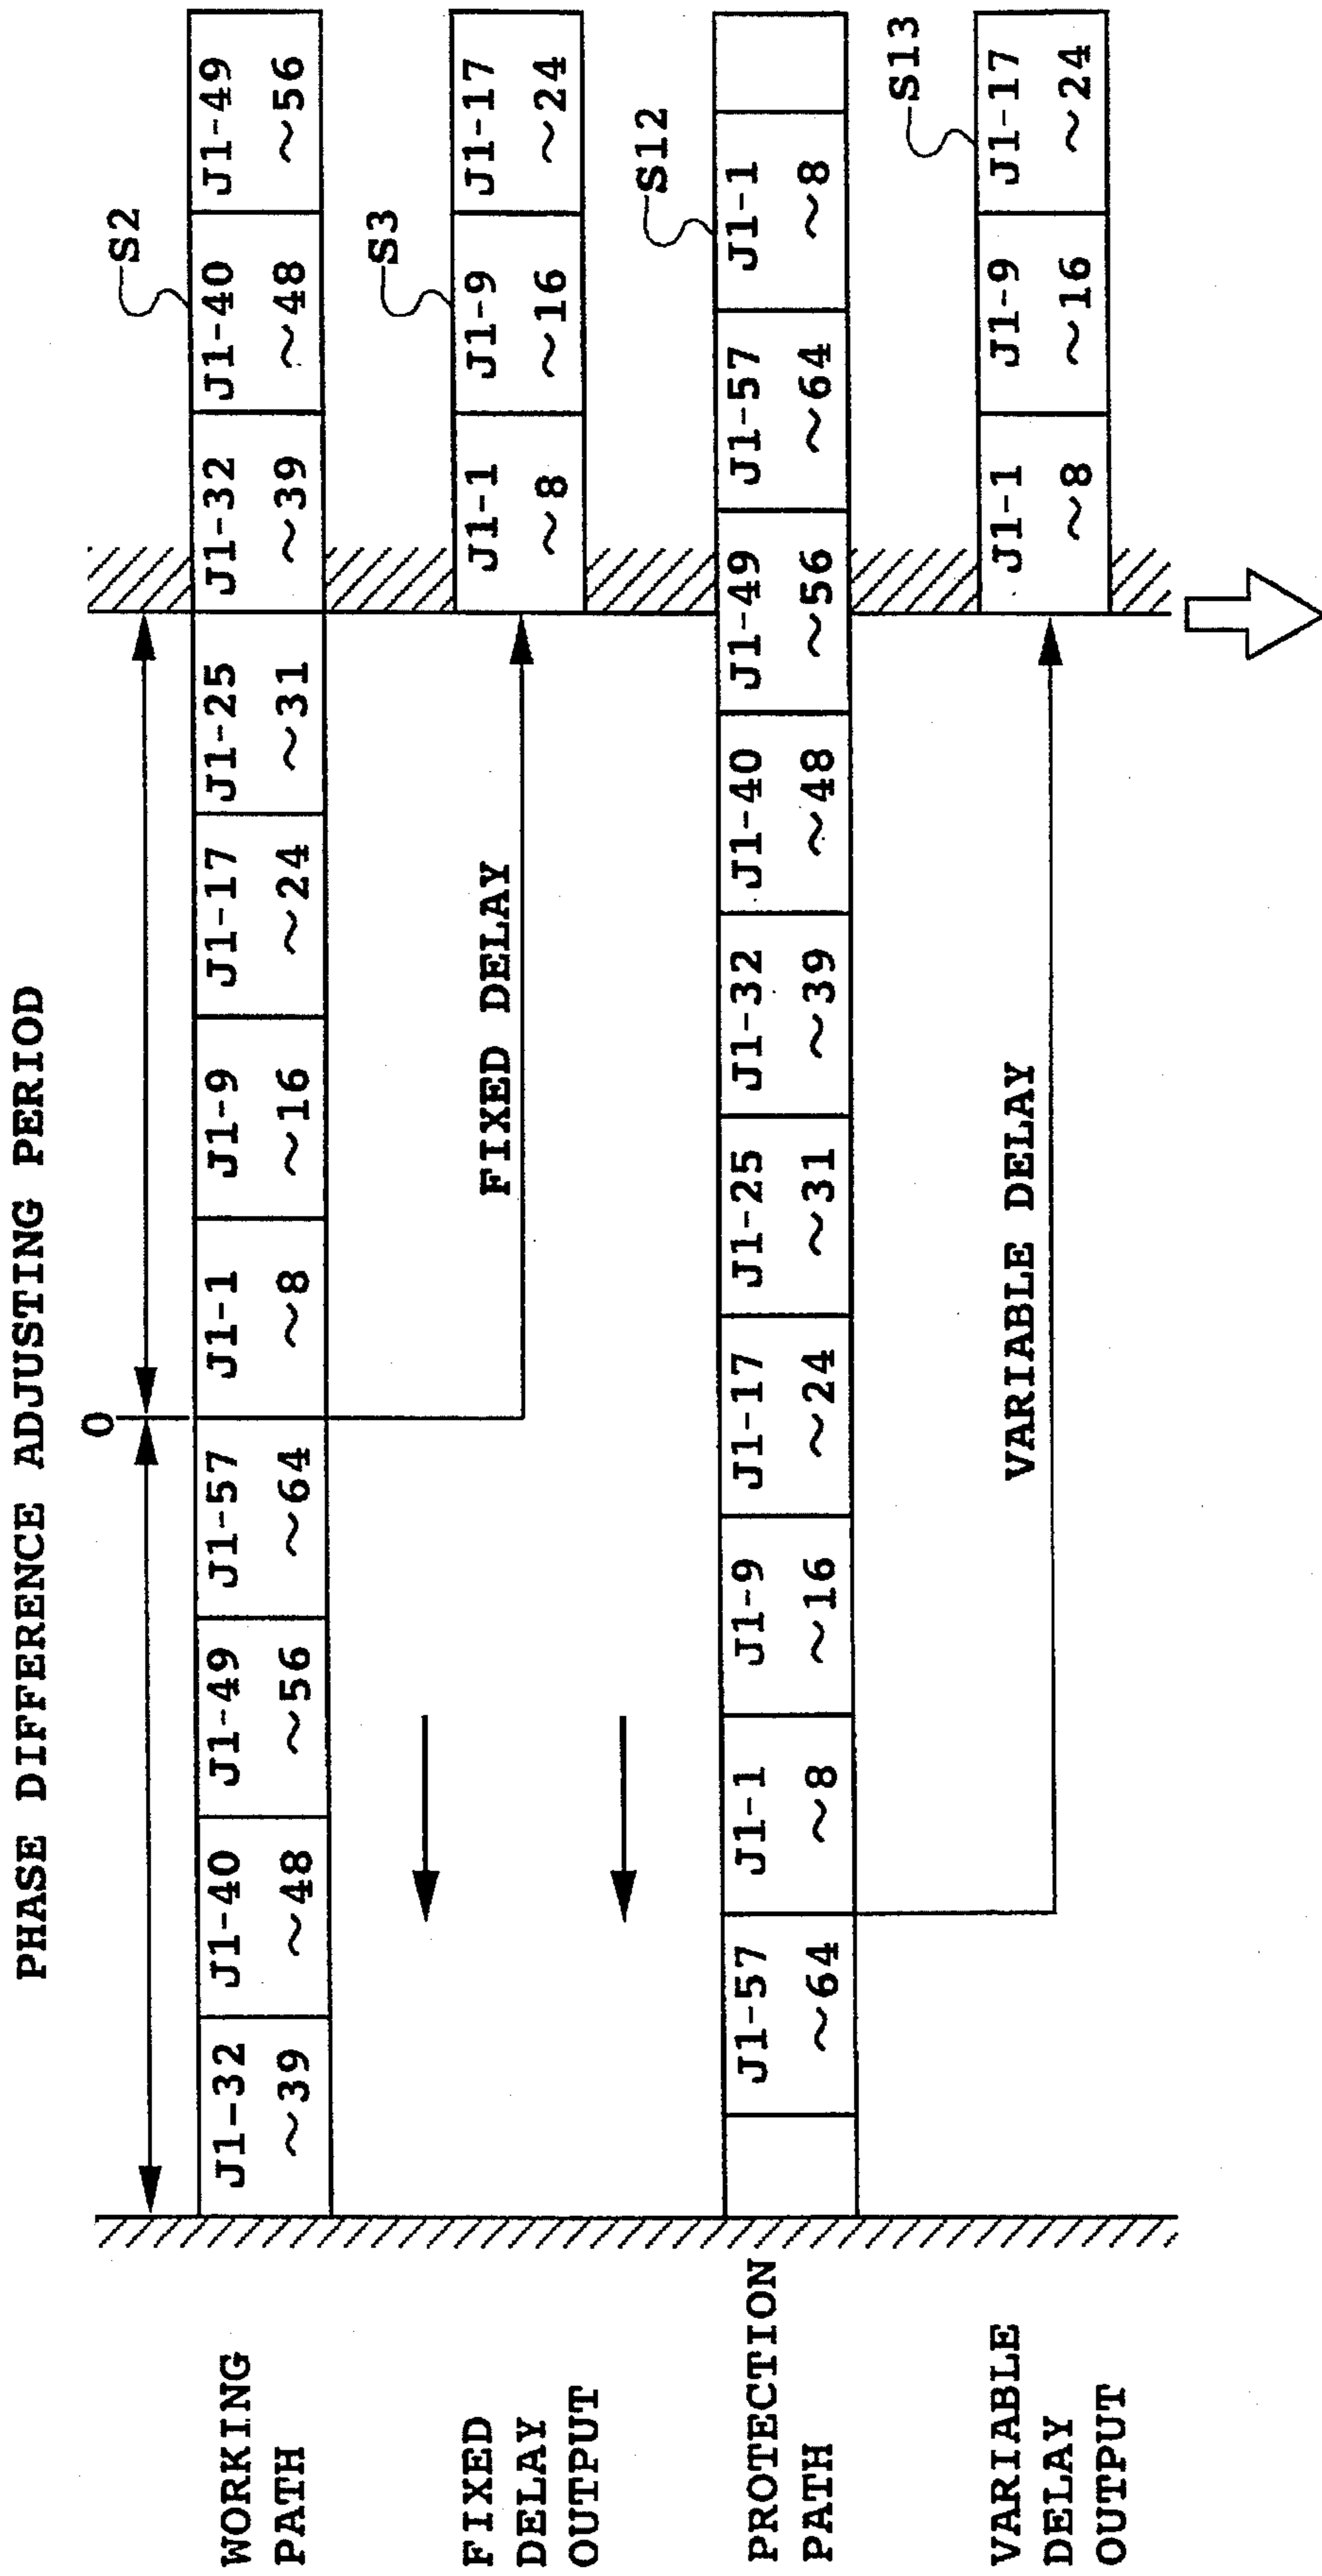 PHASE DIFFERENCE ADJUSTING PERIOD
0
S2
WORKING
PATH
J1-32
~39
J1-40
~48
J1-49
~56
J1-57
~64
J1-1
~8
J1-9
~16
J1-17
~24
J1-25
~31
J1-32
~39
J1-40
~48
J1-49
~56
S3
FIXED
DELAY
OUTPUT
FIXED DELAY
J1-1
~8
J1-9
~16
J1-17
~24
S12
PROTECTION
PATH
J1-57
~64
J1-1
~8
J1-9
~16
J1-17
~24
J1-25
~31
J1-32
~39
J1-40
~48
J1-49
~56
J1-57
~64
J1-1
~8
S13
VARIABLE
DELAY
OUTPUT
VARIABLE DELAY
J1-1
~8
J1-9
~16
J1-17
~24